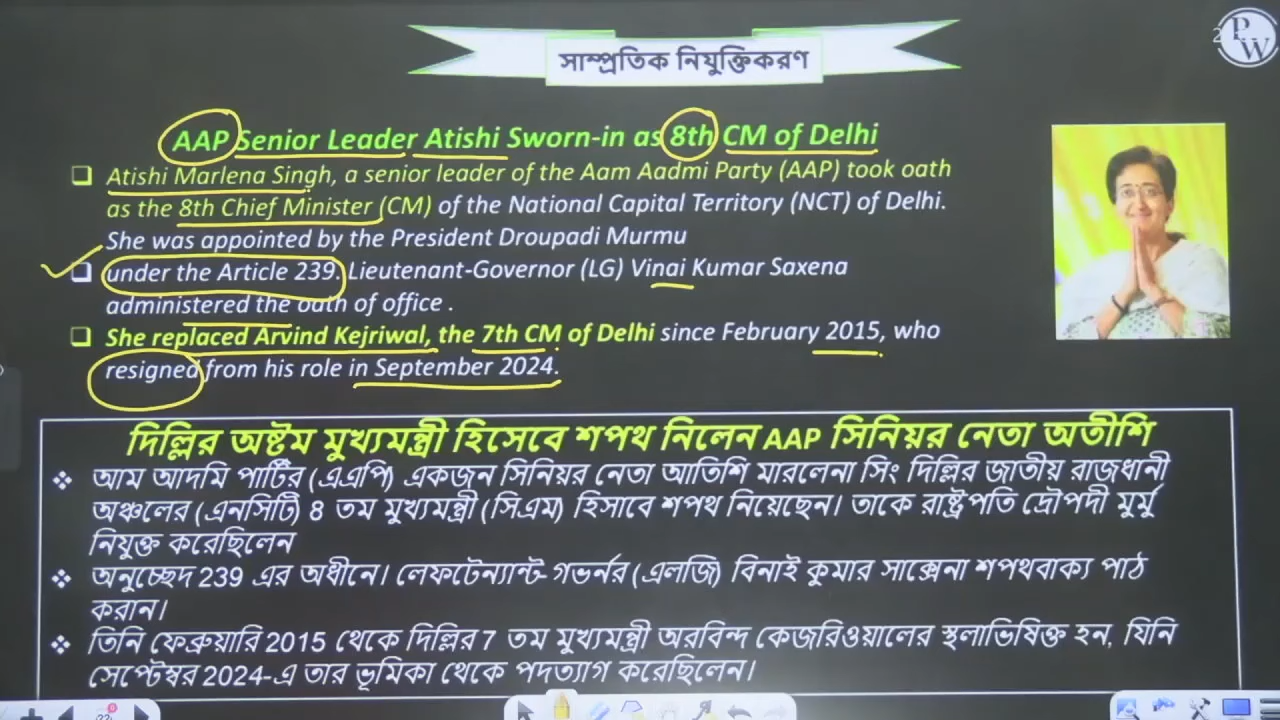 PW
সাম্প্রতিক নিযুক্তিকরণ
AAP Senior Leader Atishi Sworn-in as 8th CM of Delhi
Atishi Marlena Singh, a senior leader of the Aam Aadmi Party (AAP) took oath
as the 8th Chief Minister (CM) of the National Capital Territory (NCT) of Delhi.
She was appointed by the President Droupadi Murmu
under the Article 239. Lieutenant-Governor (LG) Vinai Kumar Saxena
administered the oath of office .
She replaced Arvind Kejriwal, the 7th CM of Delhi since February 2015, who
resigned from his role in September 2024.
দিল্লির অষ্টম মুখ্যমন্ত্রী হিসেবে শপথ নিলেন AAP সিনিয়র নেতা অতীশি
আম আদমি পার্টির (এএপি) একজন সিনিয়র নেতা আতিশি মারলেনা সিং দিল্লির জাতীয় রাজধানী
অঞ্চলের (এনসিটি) ৪ তম মুখ্যমন্ত্রী (সিএম) হিসাবে শপথ নিয়েছেন। তাকে রাষ্ট্রপতি দ্রৌপদী মুর্মু
নিযুক্ত করেছিলেন
অনুচ্ছেদ 239 এর অধীনে। লেফটেন্যান্ট-গভর্নর (এলজি) বিনাই কুমার সাক্সেনা শপথবাক্য পাঠ
করান।
তিনি ফেব্রুয়ারি 2015 থেকে দিল্লির 7 তম মুখ্যমন্ত্রী অরবিন্দ কেজরিওয়ালের স্থলাভিষিক্ত হন, যিনি
সেপ্টেম্বর 2024-এ তার ভূমিকা থেকে পদত্যাগ করেছিলেন।